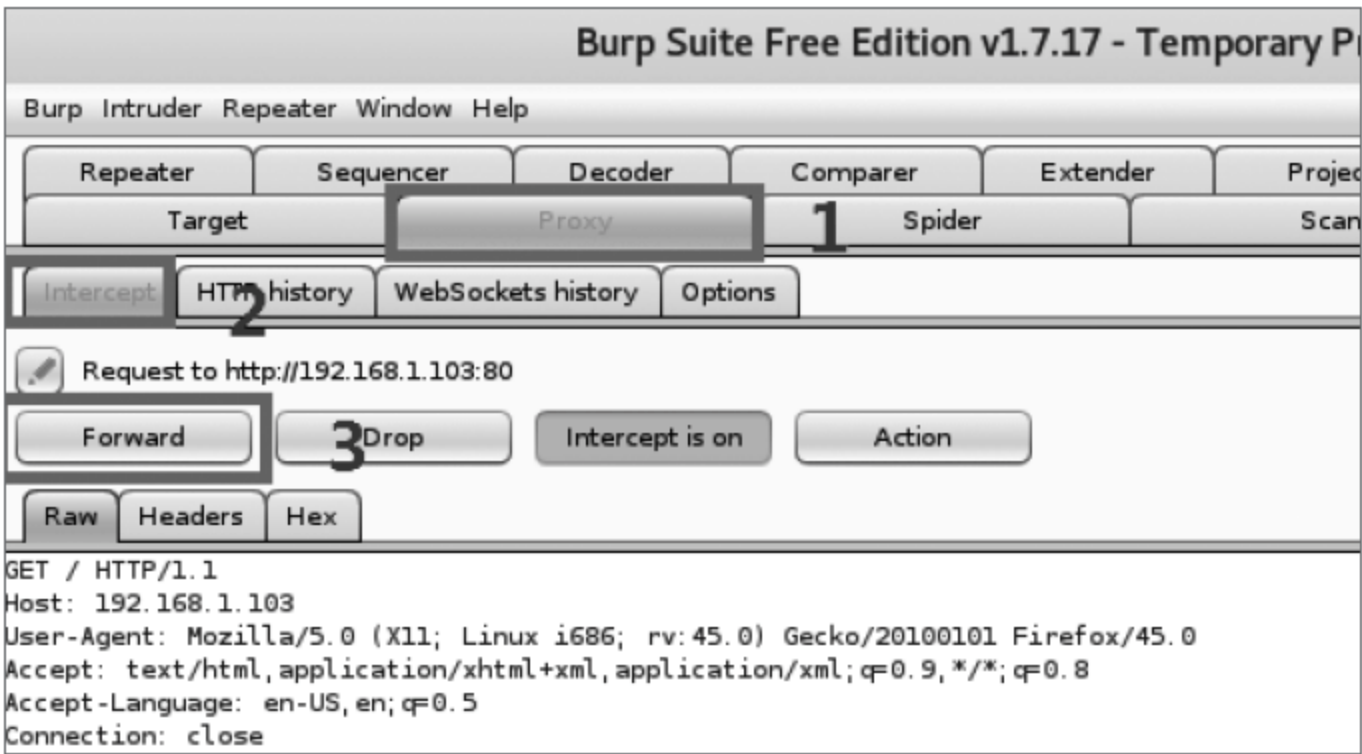 Burp Suite Free Edition v1.7.17 - Temporary P
Burp Intruder Repeater Window Help
Repeater Sequencer Decoder Comparer Extender Projec
Target Proxy 1 Spider Scan
Intercept HTTP history WebSockets history Options
2
Request to http://192.168.1.103:80
Forward 3 Drop Intercept is on Action
Raw Headers Hex
GET / HTTP/1.1
Host: 192.168.1.103
User-Agent: Mozilla/5.0 (X11; Linux i686; rv:45.0) Gecko/20100101 Firefox/45.0
Accept: text/html,application/xhtml+xml,application/xml;q=0.9,*/*;q=0.8
Accept-Language: en-US,en;q=0.5
Connection: close